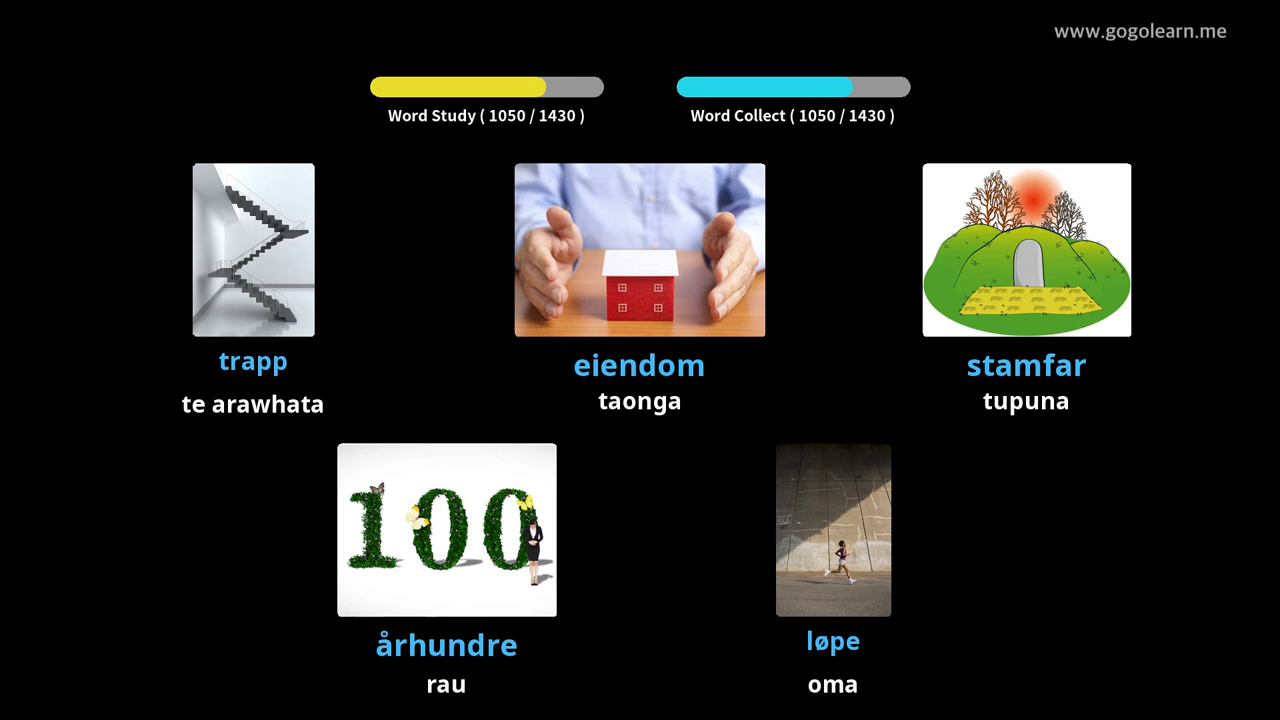 www.gogolearn.me
Word Study ( 1050 / 1430 )
Word Collect ( 1050 / 1430 )
trapp
te arawhata
eiendom
taonga
stamfar
tupuna
100
århundre
rau
løpe
oma